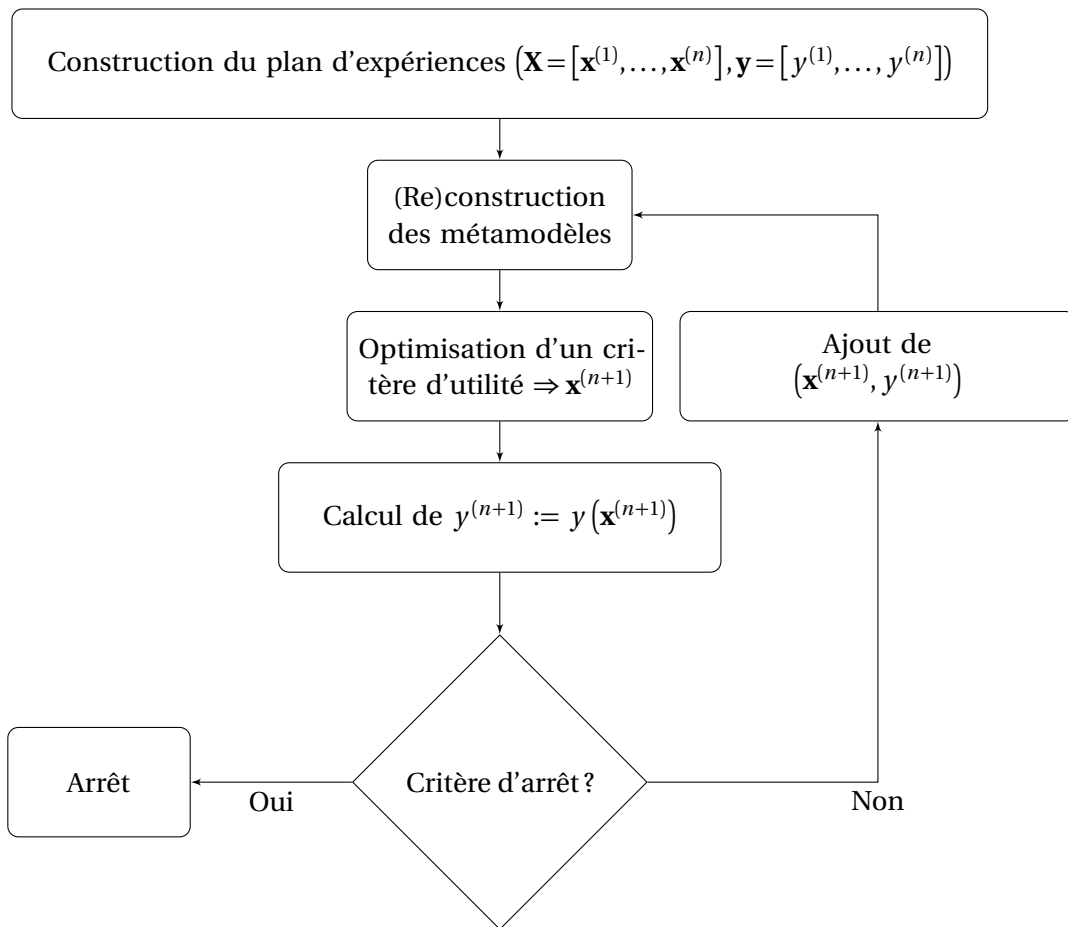 Construction du plan d'expériences (X = [x^(1),…,x^(n)], y = [y^(1),…, y^(n)])
(Re)construction
des métamodèles
Optimisation d'un cri-
tère d'utilité ⇒ x^(n+1)
Ajout de
(x^(n+1), y^(n+1))
Calcul de y^(n+1) := y(x^(n+1))
Arrêt
Oui
Critère d'arrêt ?
Non